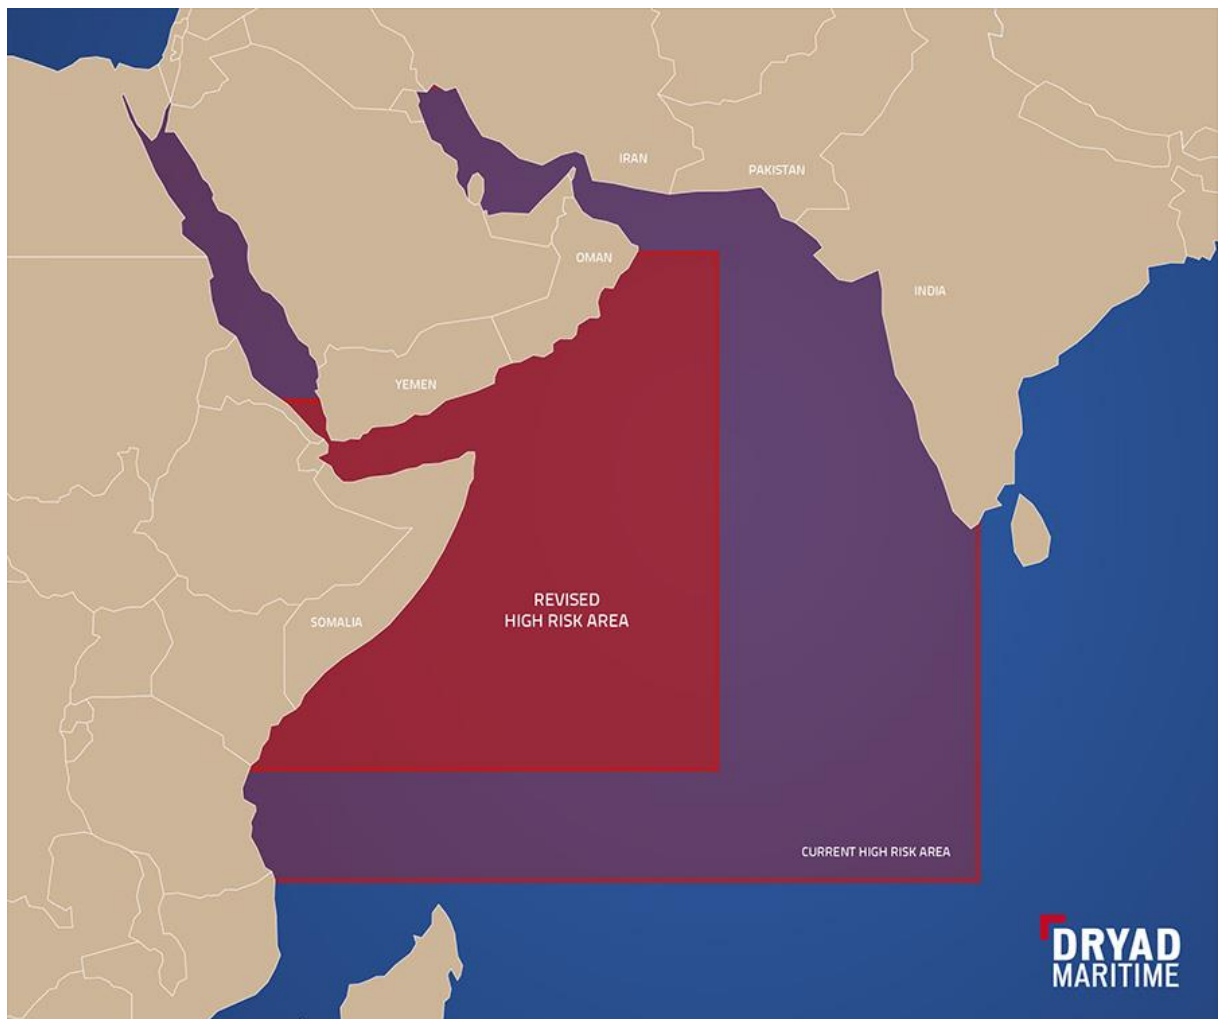 IRAN
PAKISTAN
OMAN
INDIA
YEMEN
REVISED
HIGH RISK AREA
SOMALIA
CURRENT HIGH RISK AREA
DRYAD
MARITIME